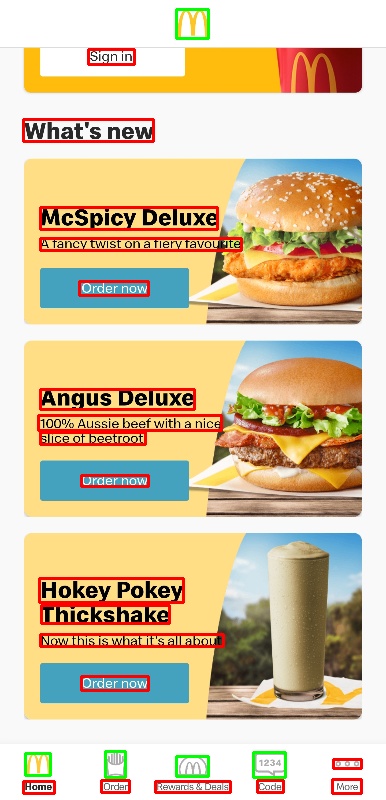 Sign in
What's new
McSpicy Deluxe
A fancy twist on a fiery favourite
Order now
Angus Deluxe
100% Aussie beef with a nice
slice of beetroot
Order now
Hokey Pokey
Thickshake
Now this is what it's all about
Order now
1234
Home
Order
Rewards & Deals
Code
More